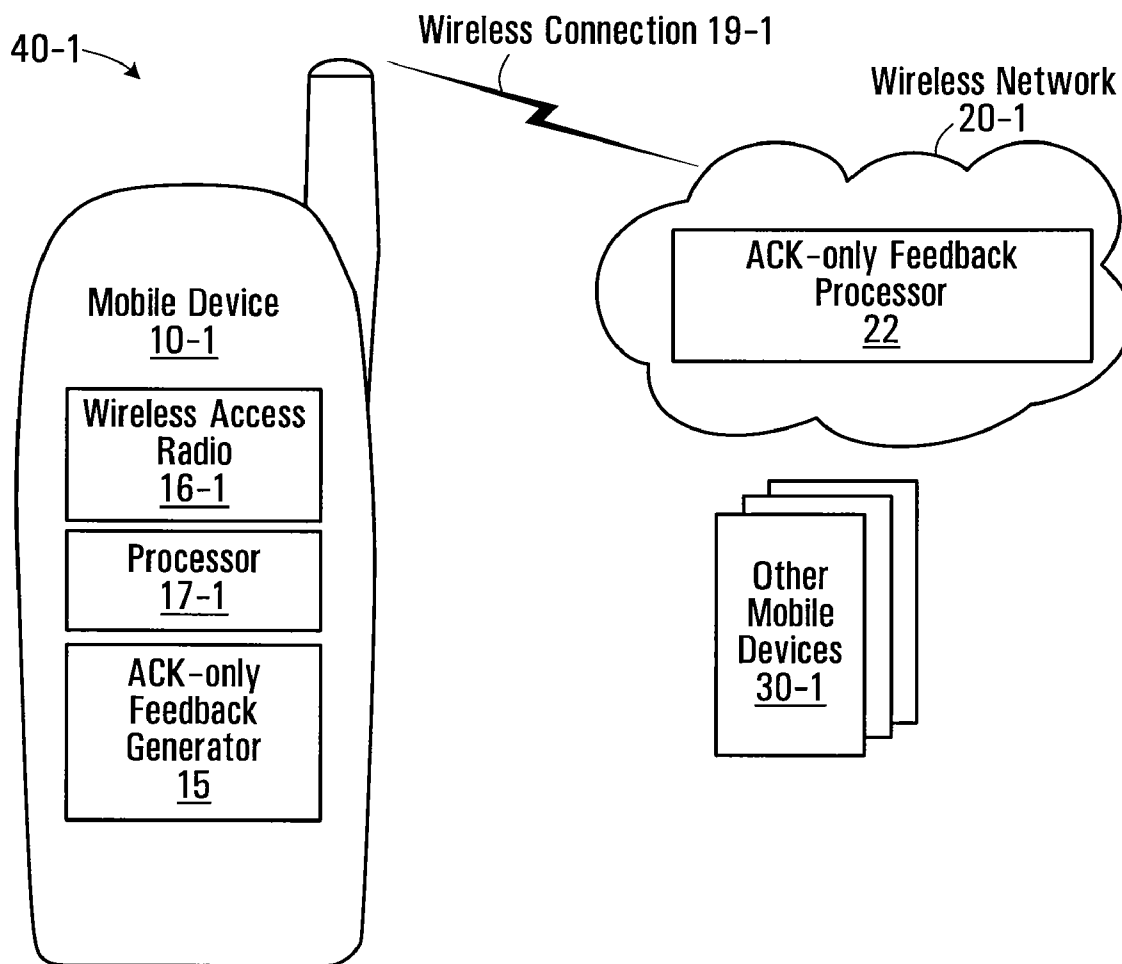 40-1
Wireless Connection 19-1
Wireless Network
20-1
ACK-only Feedback
Processor
22
Mobile Device
10-1
Wireless Access
Radio
16-1
Processor
17-1
ACK-only
Feedback
Generator
15
Other
Mobile
Devices
30-1